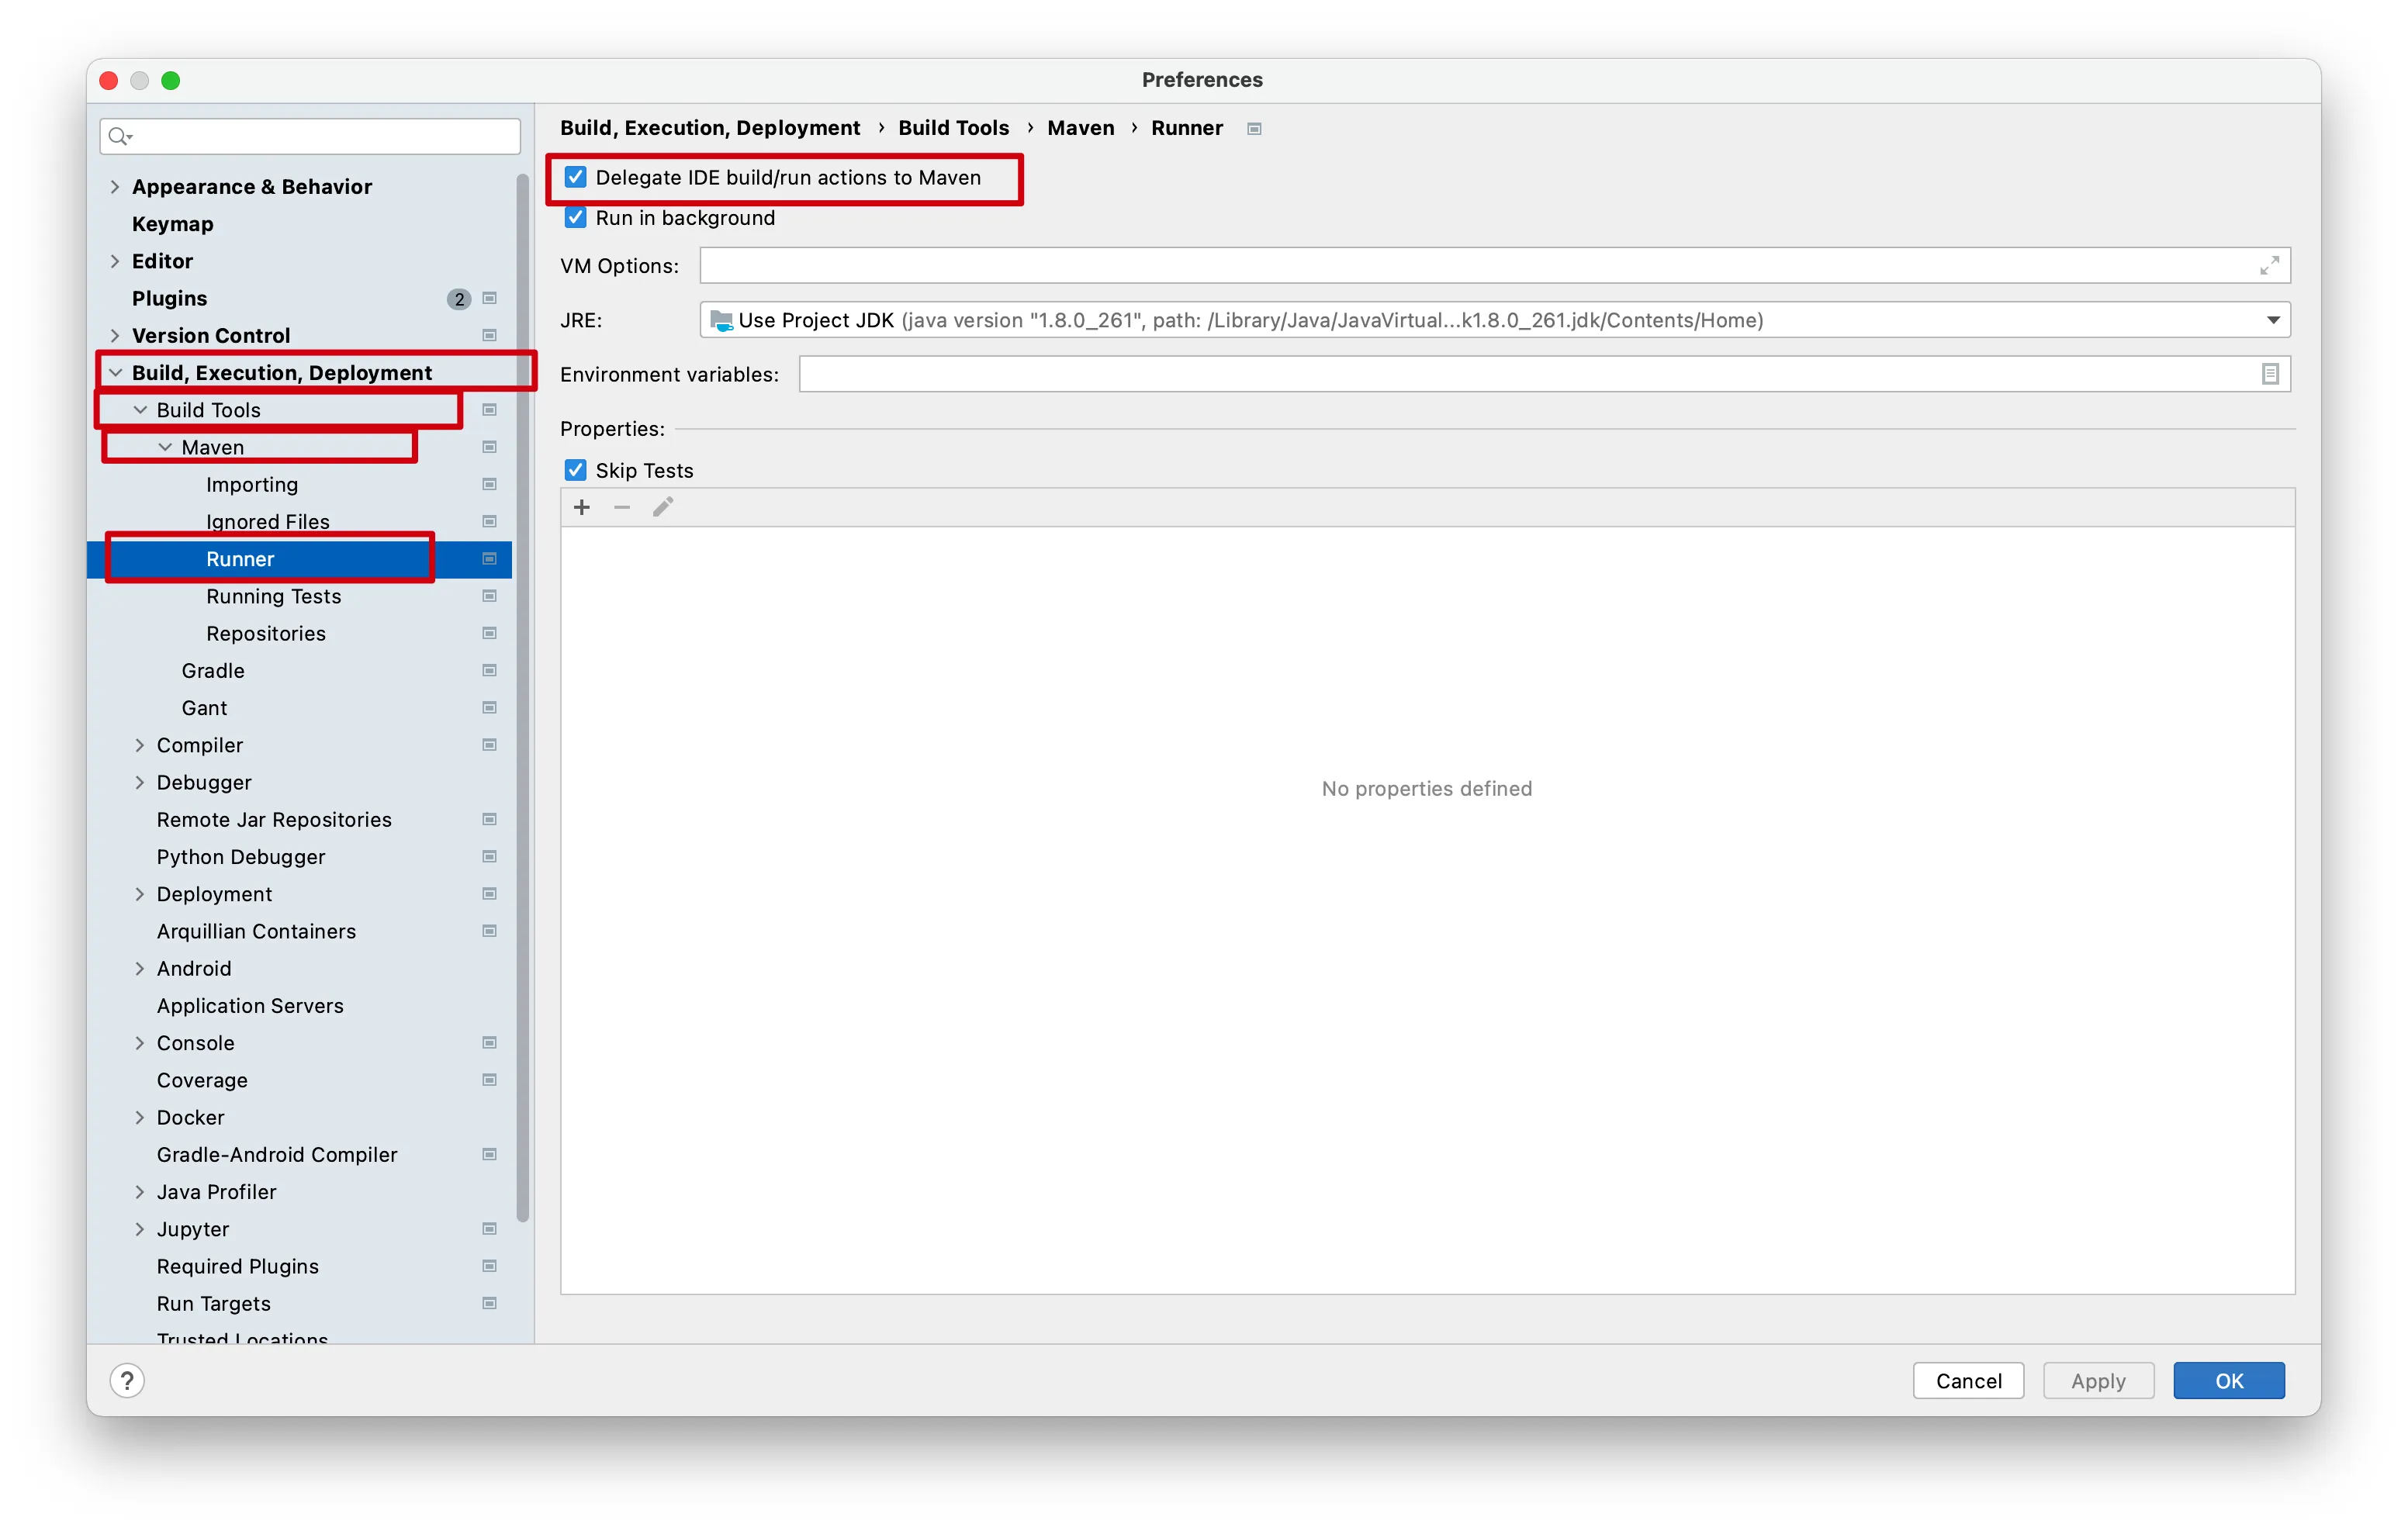 Preferences
Appearance & Behavior
Keymap
Editor
Plugins 2
Version Control
Build, Execution, Deployment
Build Tools
Maven
Importing
Ignored Files
Runner
Running Tests
Repositories
Gradle
Gant
Compiler
Debugger
Remote Jar Repositories
Python Debugger
Deployment
Arquillian Containers
Android
Application Servers
Console
Coverage
Docker
Gradle-Android Compiler
Java Profiler
Jupyter
Required Plugins
Run Targets
Trusted Locations
Build, Execution, Deployment › Build Tools › Maven › Runner
Delegate IDE build/run actions to Maven
Run in background
VM Options:
JRE: Use Project JDK (java version "1.8.0_261", path: /Library/Java/JavaVirtual...k1.8.0_261.jdk/Contents/Home)
Environment variables:
Properties:
Skip Tests
No properties defined
?
Cancel Apply OK